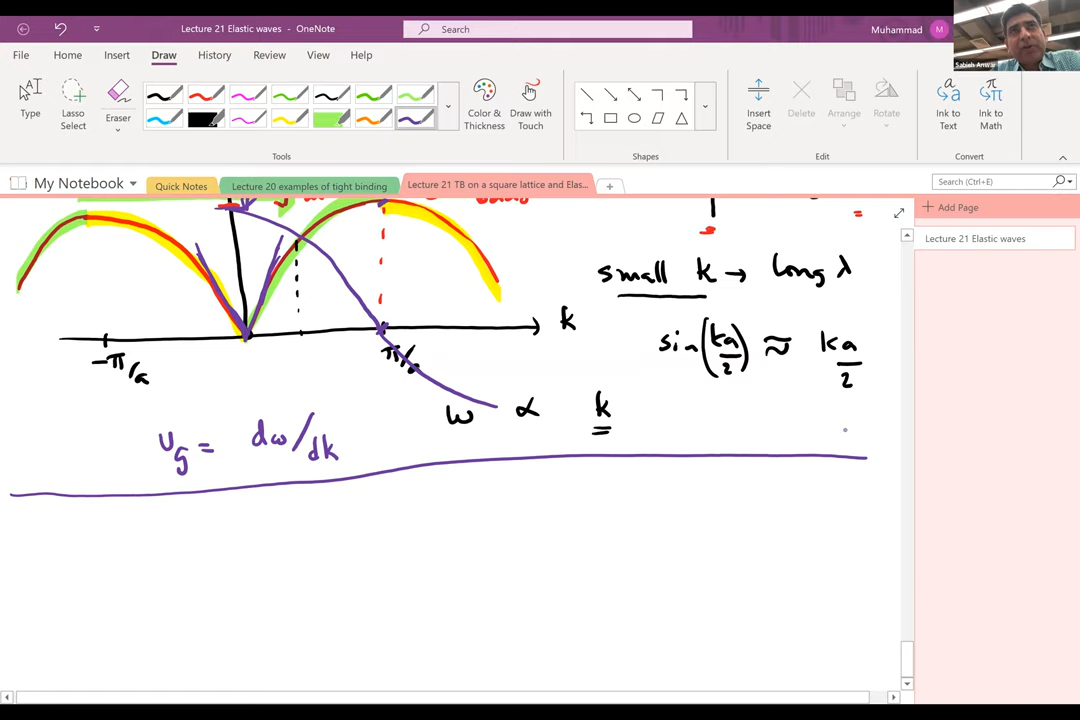 Lecture 21 Elastic waves - OneNote
Search
Muhammad
M
Sabieh Anwar
File Home Insert Draw History Review View Help
Type
Lasso Select
Eraser
Color & Thickness
Draw with Touch
Insert Space
Delete
Arrange
Rotate
Ink to Text
Ink to Math
Tools
Shapes
Edit
Convert
My Notebook
Quick Notes
Lecture 20 examples of tight binding
Lecture 21 TB on a square lattice and Elas...
Search (Ctrl+E)
Add Page
Lecture 21 Elastic waves
small k → long λ
k
sin(ka/2) ≈ ka/2
-π/a
π/a
ω ∝ k
v_g = dω/dk